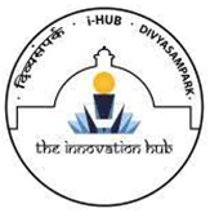 · दिव्यसंपर्क · i-HUB · DIVYASAMPARK ·
the innovation hub